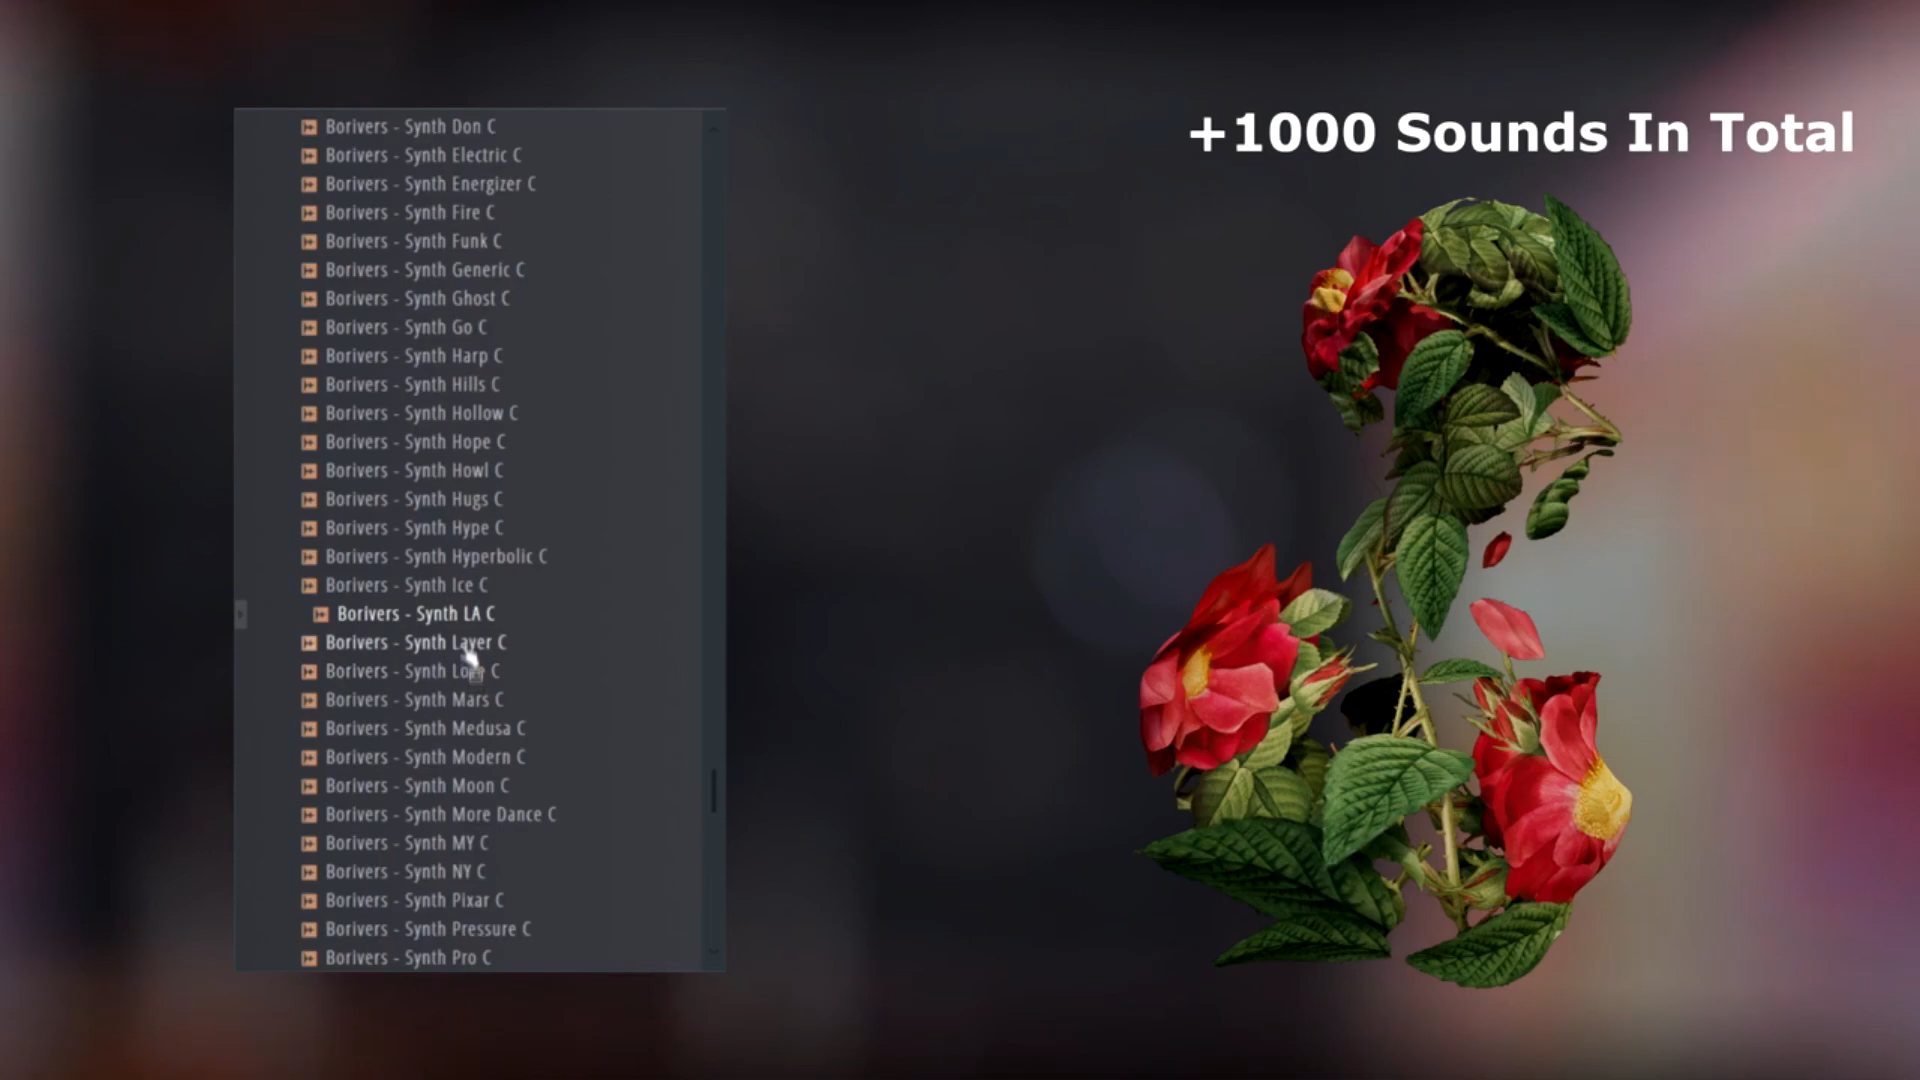 +1000 Sounds In Total
Borivers - Synth Don C
Borivers - Synth Electric C
Borivers - Synth Energizer C
Borivers - Synth Fire C
Borivers - Synth Funk C
Borivers - Synth Generic C
Borivers - Synth Ghost C
Borivers - Synth Go C
Borivers - Synth Harp C
Borivers - Synth Hills C
Borivers - Synth Hollow C
Borivers - Synth Hope C
Borivers - Synth Howl C
Borivers - Synth Hugs C
Borivers - Synth Hype C
Borivers - Synth Hyperbolic C
Borivers - Synth Ice C
Borivers - Synth LA C
Borivers - Synth Layer C
Borivers - Synth C
Borivers - Synth Mars C
Borivers - Synth Medusa C
Borivers - Synth Modern C
Borivers - Synth Moon C
Borivers - Synth More Dance C
Borivers - Synth MY C
Borivers - Synth NY C
Borivers - Synth Pixar C
Borivers - Synth Pressure C
Borivers - Synth Pro C